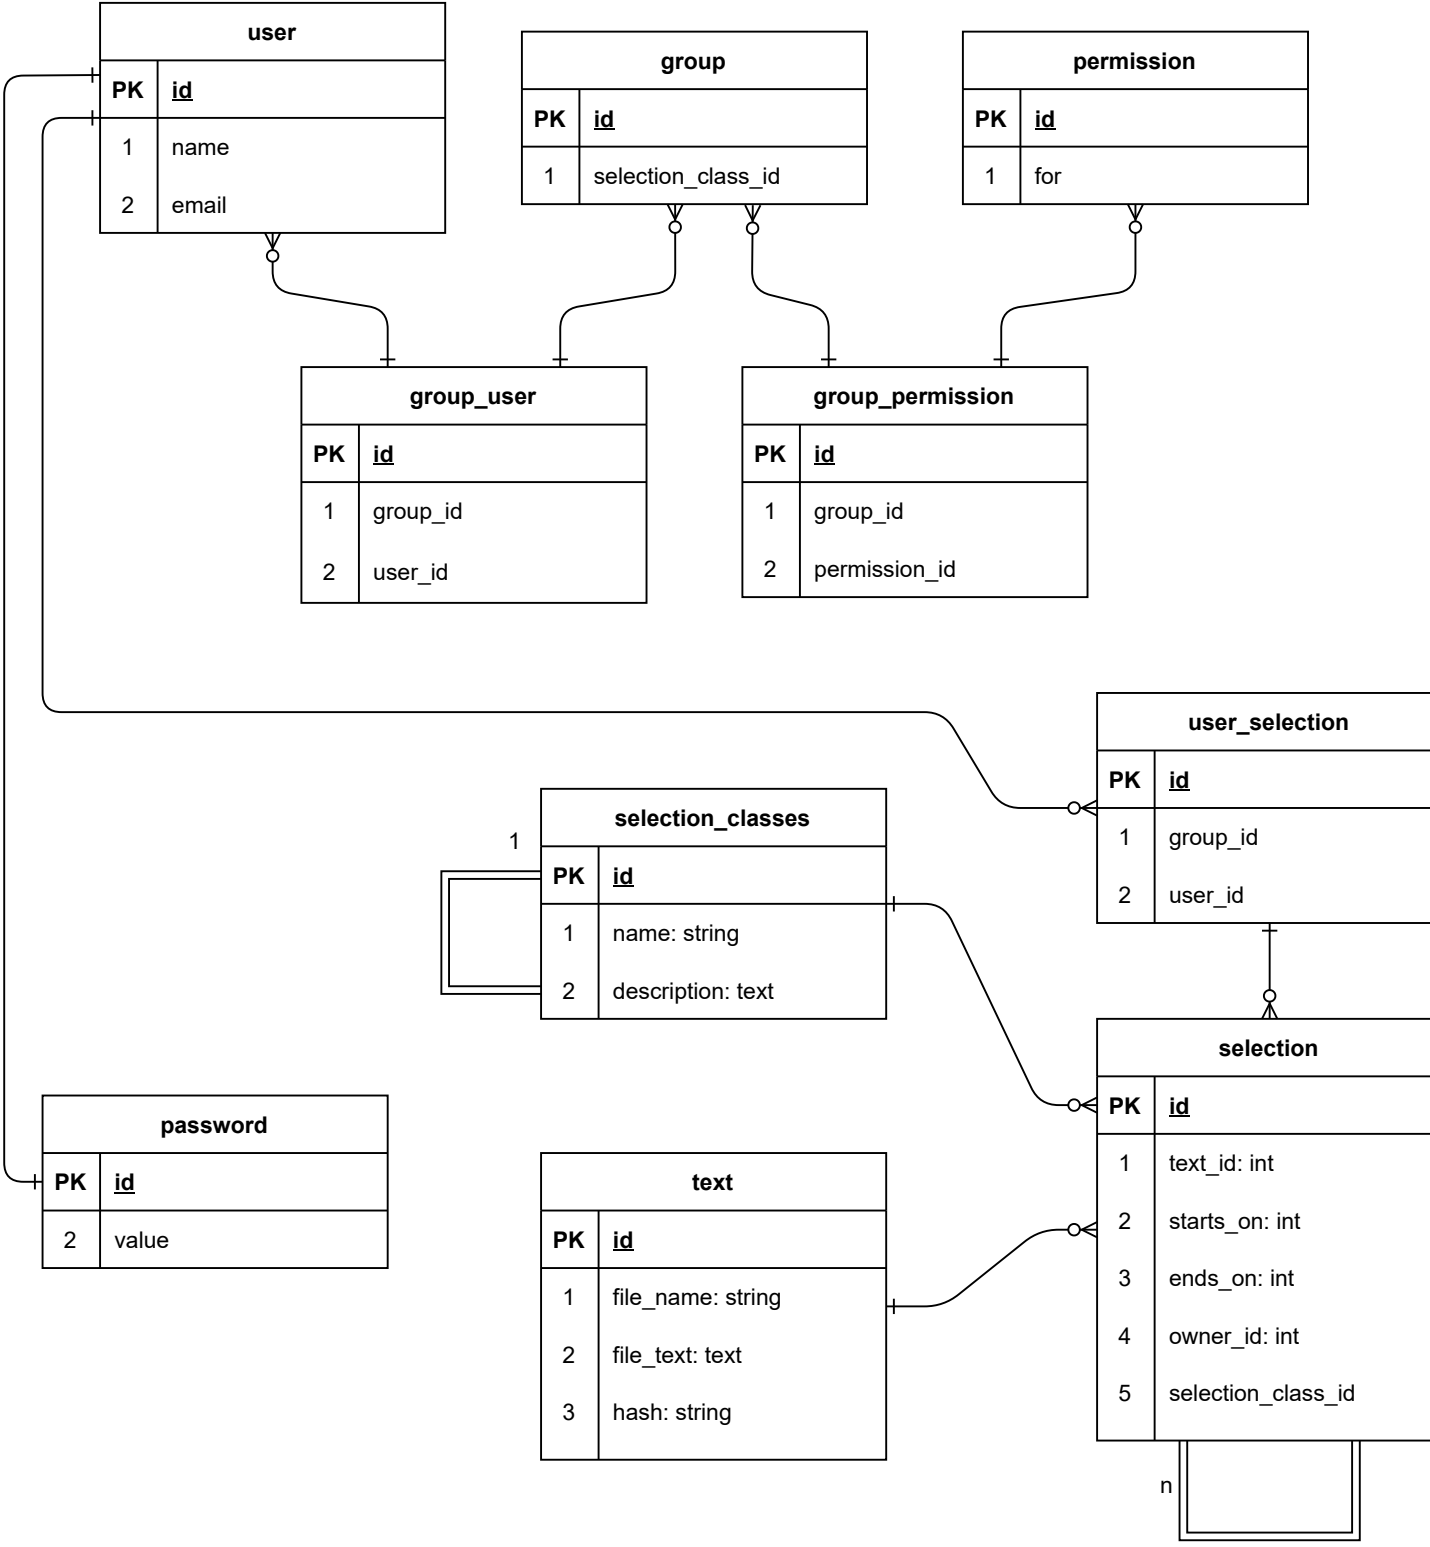 user
PK id
1 name
2 email
group
PK id
1 selection_class_id
permission
PK id
1 for
group_user
PK id
1 group_id
2 user_id
group_permission
PK id
1 group_id
2 permission_id
user_selection
PK id
1 group_id
2 user_id
selection_classes
1
PK id
1 name: string
2 description: text
selection
PK id
1 text_id: int
2 starts_on: int
3 ends_on: int
4 owner_id: int
5 selection_class_id
n
password
PK id
2 value
text
PK id
1 file_name: string
2 file_text: text
3 hash: string